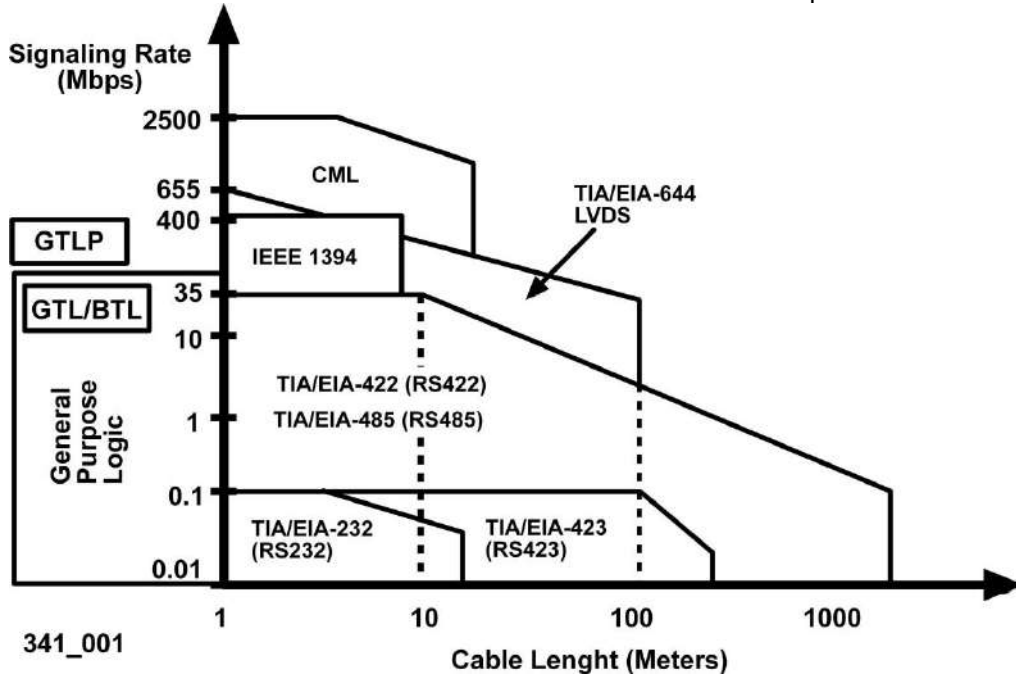 Signaling Rate
(Mbps)
2500
CML
655
TIA/EIA-644
LVDS
400
GTLP
IEEE 1394
35
GTL/BTL
10
TIA/EIA-422 (RS422)
1
TIA/EIA-485 (RS485)
General
Purpose
Logic
0.1
TIA/EIA-232
(RS232)
TIA/EIA-423
(RS423)
0.01
1 10 100 1000
341_001
Cable Lenght (Meters)